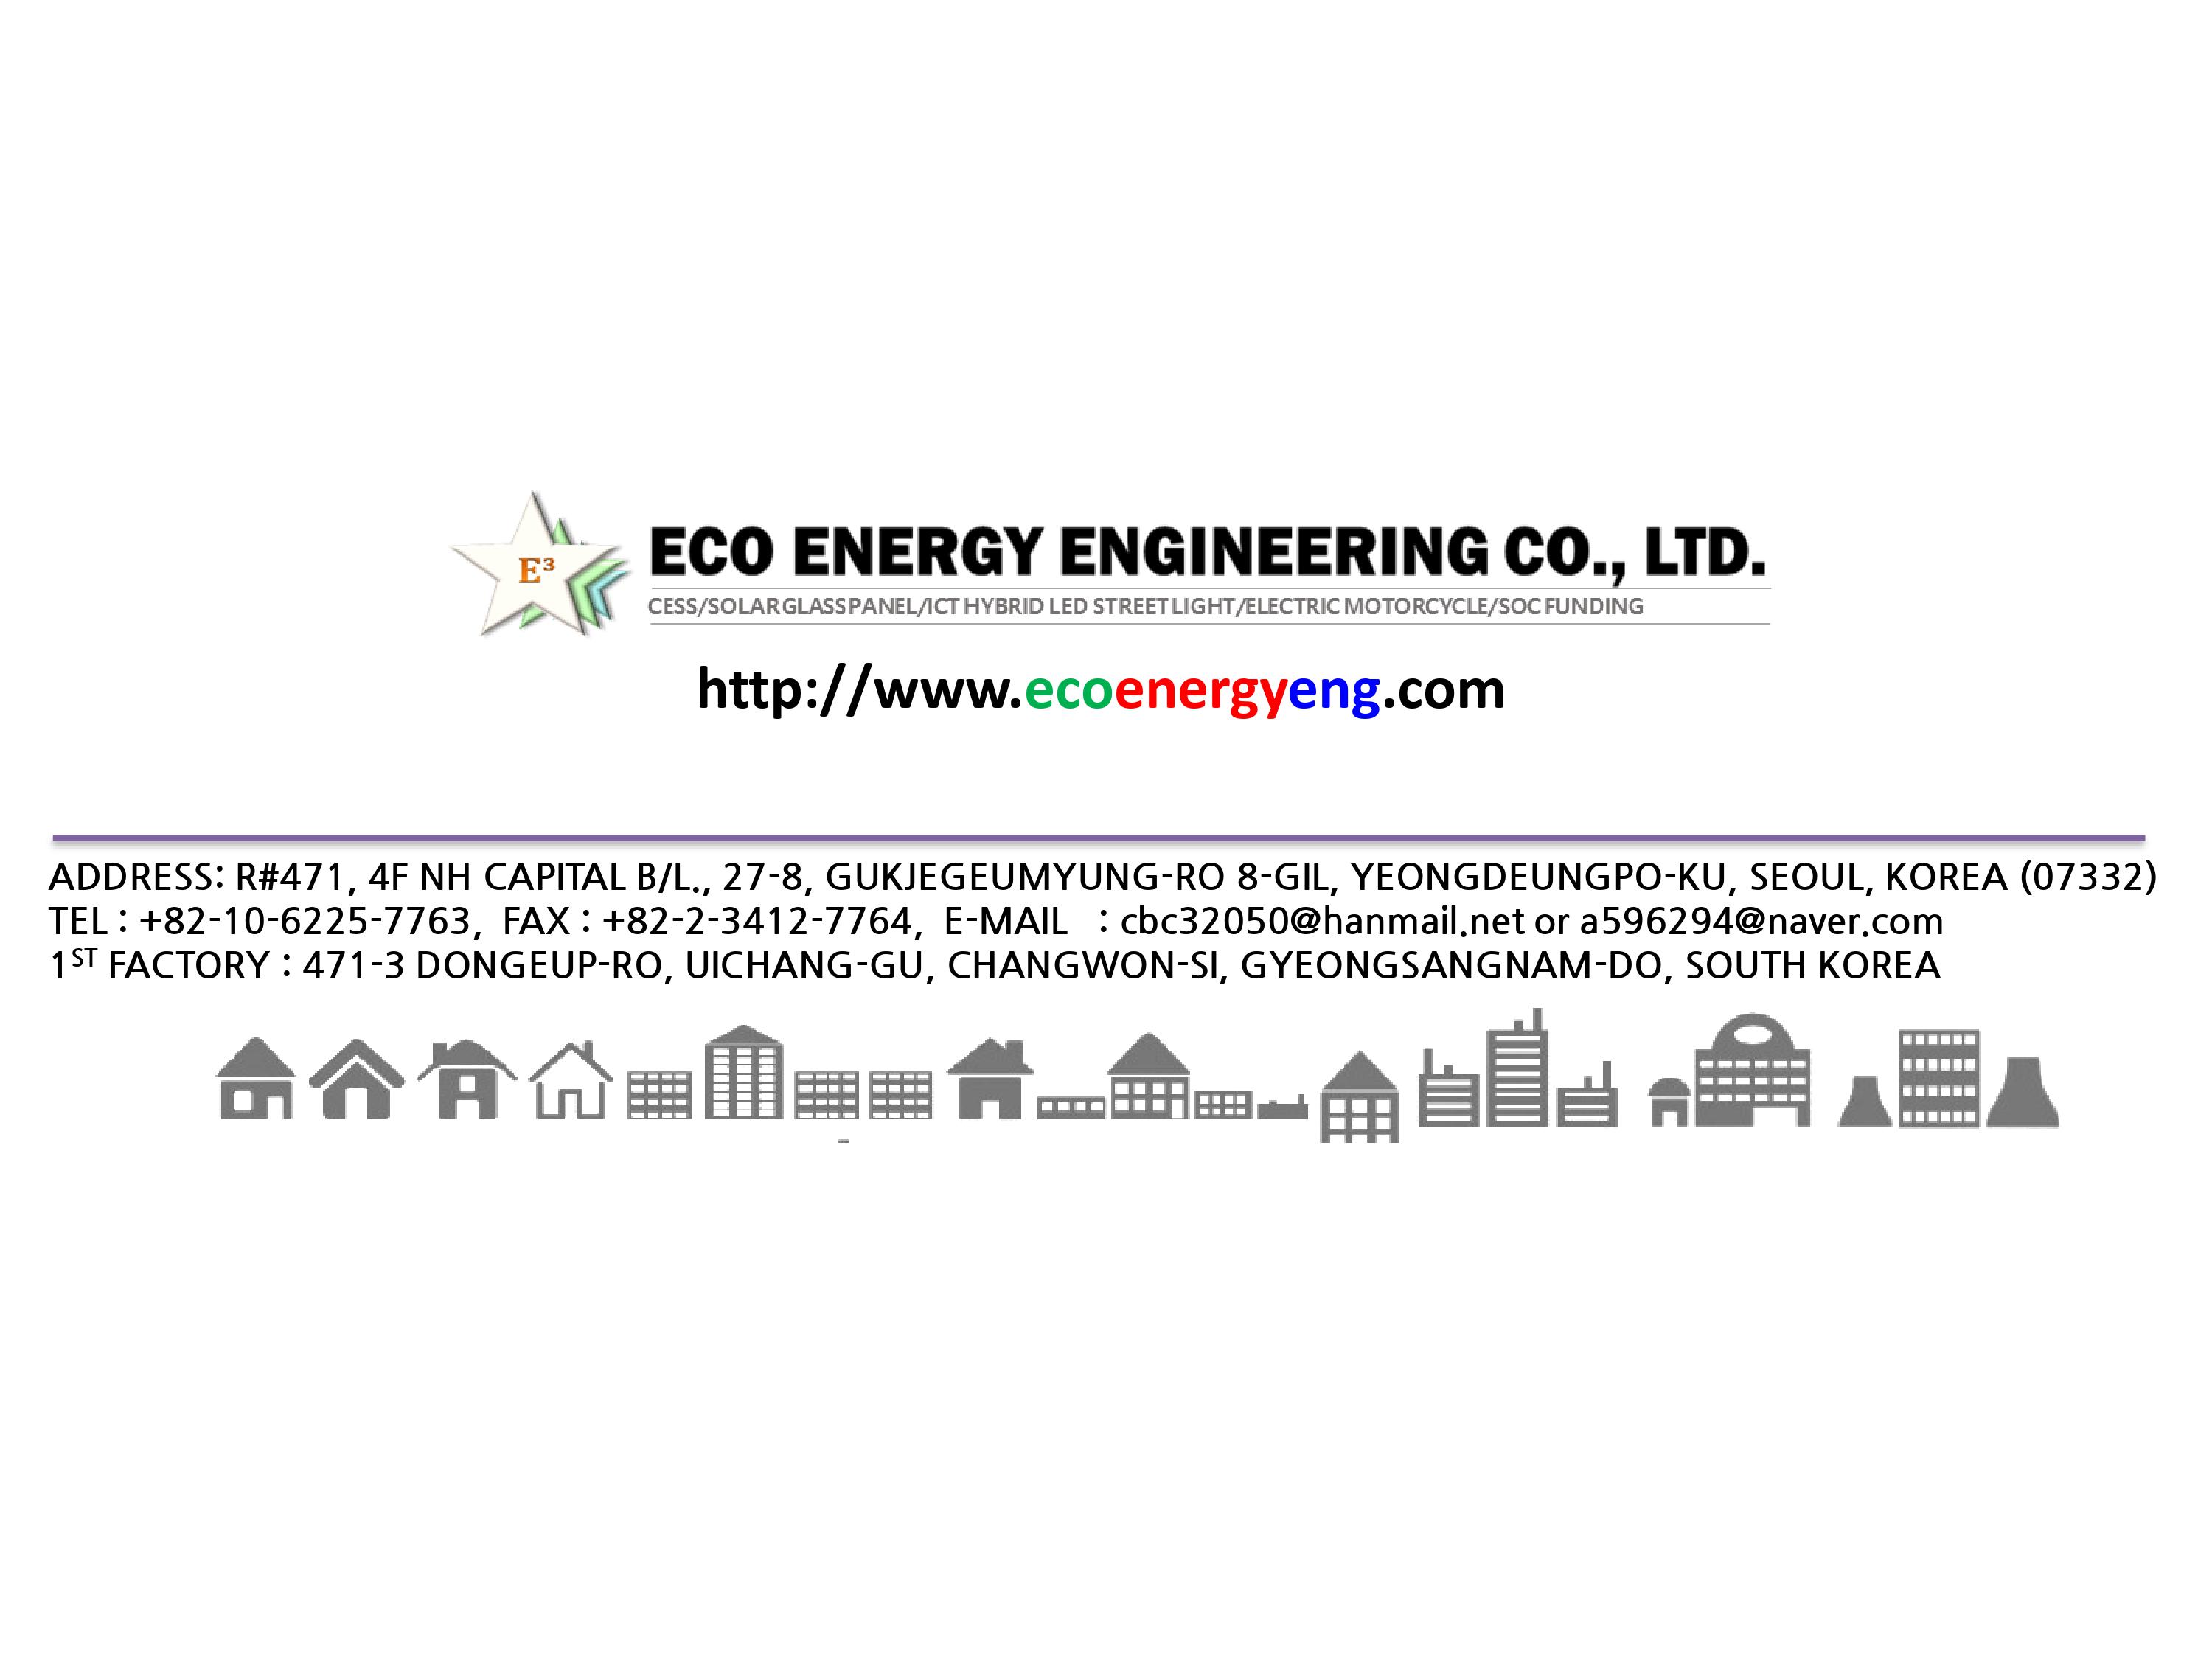 E³
ECO ENERGY ENGINEERING CO., LTD.
CESS/SOLAR GLASS PANEL/ICT HYBRID LED STREET LIGHT/ELECTRIC MOTORCYCLE/SOC FUNDING
http://www.ecoenergyeng.com
ADDRESS: R#471, 4F NH CAPITAL B/L., 27-8, GUKJEGEUMYUNG-RO 8-GIL, YEONGDEUNGPO-KU, SEOUL, KOREA (07332)
TEL : +82-10-6225-7763, FAX : +82-2-3412-7764, E-MAIL : cbc32050@hanmail.net or a596294@naver.com
1ST FACTORY : 471-3 DONGEUP-RO, UICHANG-GU, CHANGWON-SI, GYEONGSANGNAM-DO, SOUTH KOREA